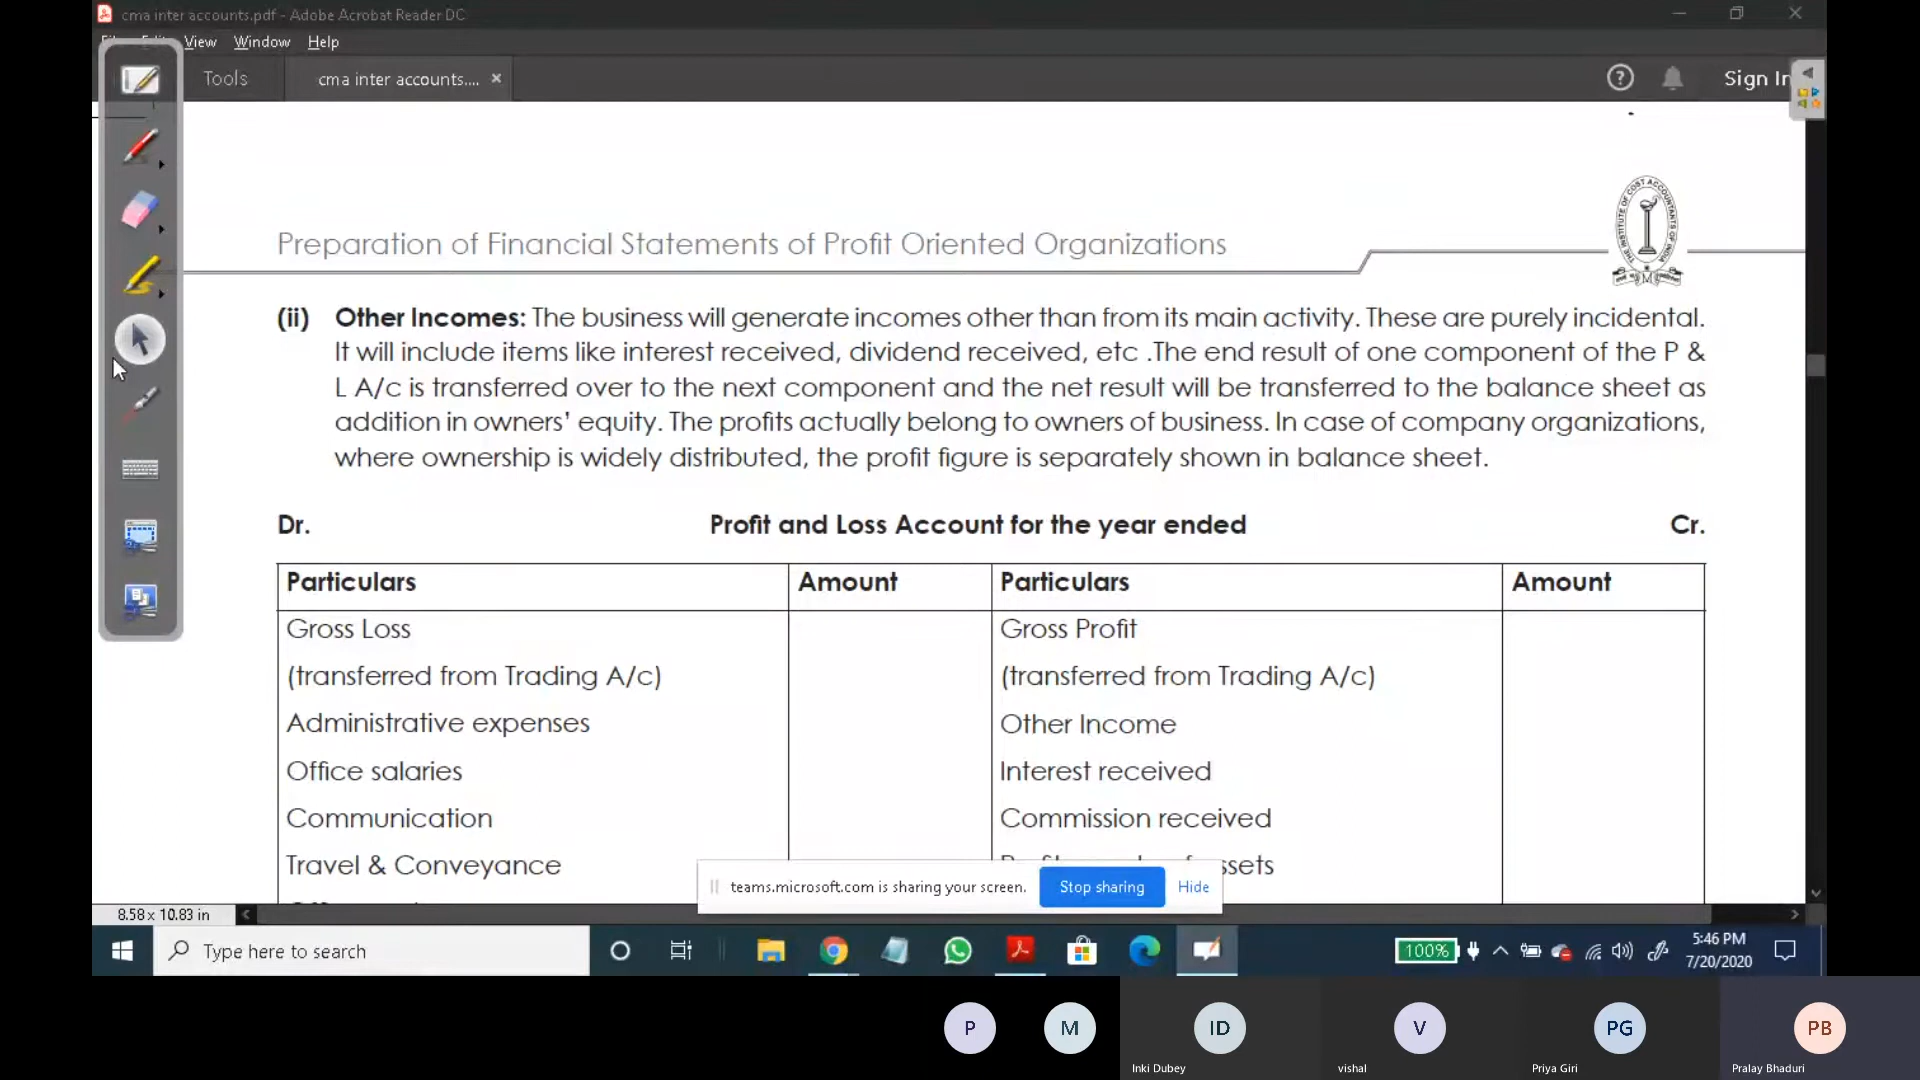 cma inter accounts.pdf - Adobe Acrobat Reader DC
View Window Help
Tools cma inter accounts.... × Sign In
THE INSTITUTE OF COST ACCOUNTANTS OF INDIA
Preparation of Financial Statements of Profit Oriented Organizations
(ii) Other Incomes: The business will generate incomes other than from its main activity. These are purely incidental.
It will include items like interest received, dividend received, etc .The end result of one component of the P &
L A/c is transferred over to the next component and the net result will be transferred to the balance sheet as
addition in owners’ equity. The profits actually belong to owners of business. In case of company organizations,
where ownership is widely distributed, the profit figure is separately shown in balance sheet.
Dr. Profit and Loss Account for the year ended Cr.
Particulars Amount Particulars Amount
Gross Loss Gross Profit
(transferred from Trading A/c) (transferred from Trading A/c)
Administrative expenses Other Income
Office salaries Interest received
Communication Commission received
Travel & Conveyance
teams.microsoft.com is sharing your screen. Stop sharing Hide
8.58 x 10.83 in
Type here to search 100% 5:46 PM
7/20/2020
P M ID V PG PB
Inki Dubey vishal Priya Giri Pralay Bhaduri